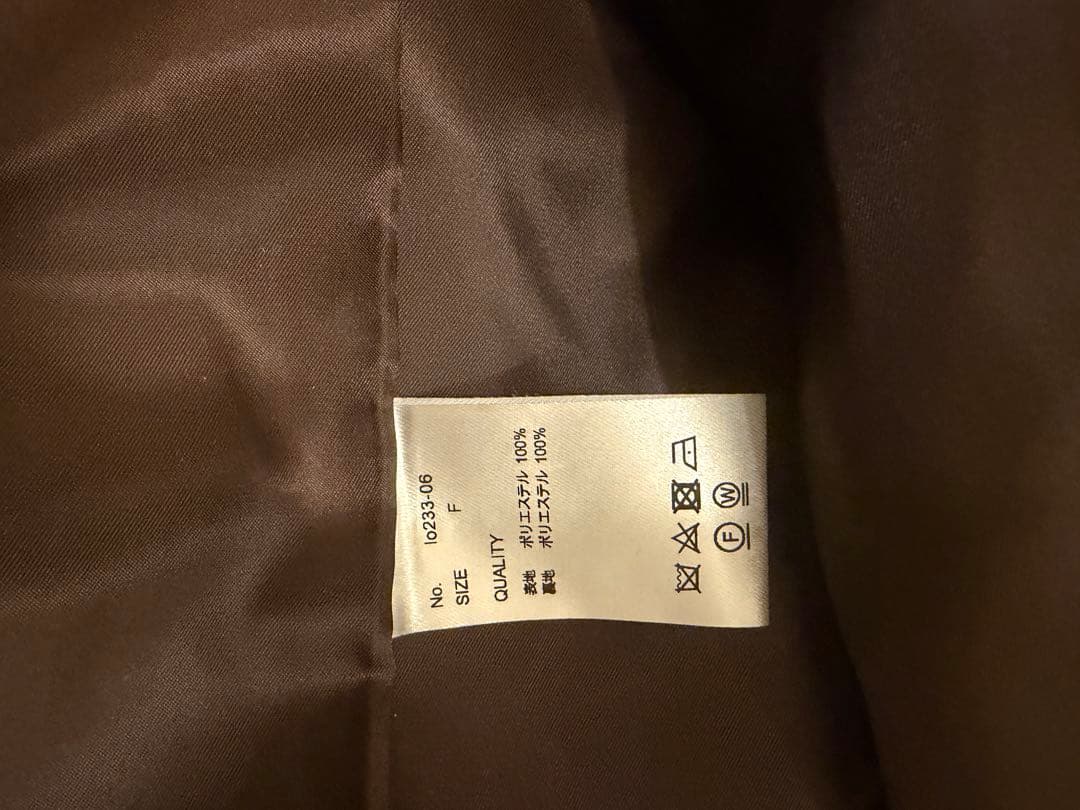 No. lo233-06
SIZE F
QUALITY
表地 ポリエステル 100%
裏地 ポリエステル 100%
F W